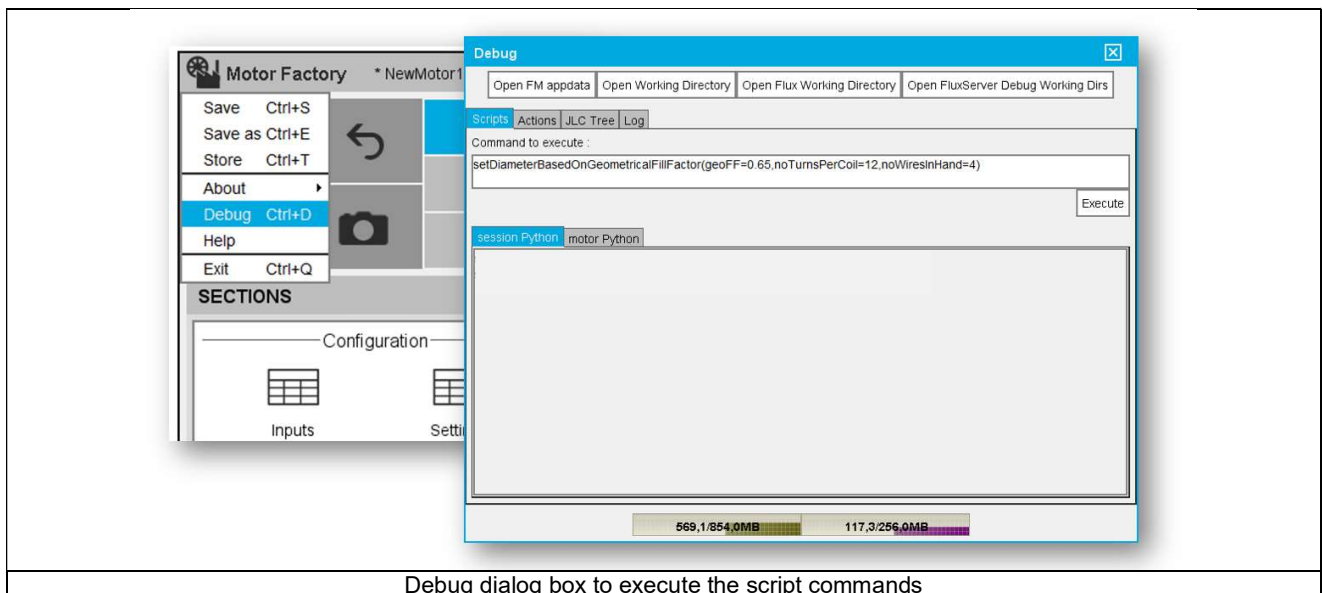 Motor Factory * NewMotor1
Save Ctrl+S
Save as Ctrl+E
Store Ctrl+T
About
Debug Ctrl+D
Help
Exit Ctrl+Q
SECTIONS
Configuration
Inputs
Debug
Open FM appdata Open Working Directory Open Flux Working Directory Open FluxServer Debug Working Dirs
Scripts Actions JLC Tree Log
Command to execute :
setDiameterBasedOnGeometricalFillFactor(geoFF=0.65,noTurnsPerCoil=12,noWiresInHand=4)
Execute
session Python motor Python
569,1/854,0MB 117,3/256,0MB
Debug dialog box to execute the script commands